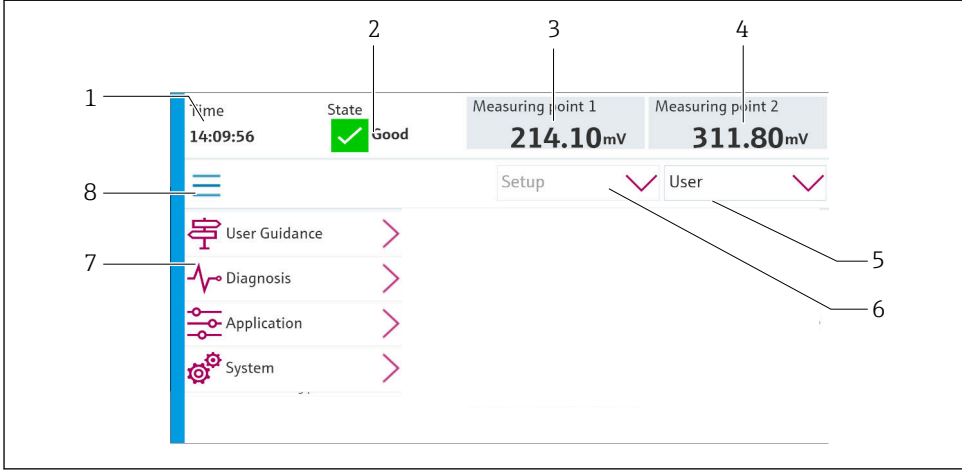 2 3 4
1 Time State Measuring point 1 Measuring point 2
14:09:56 Good 214.10mV 311.80mV
8 Setup User
User Guidance
7 Diagnosis 5
Application 6
System